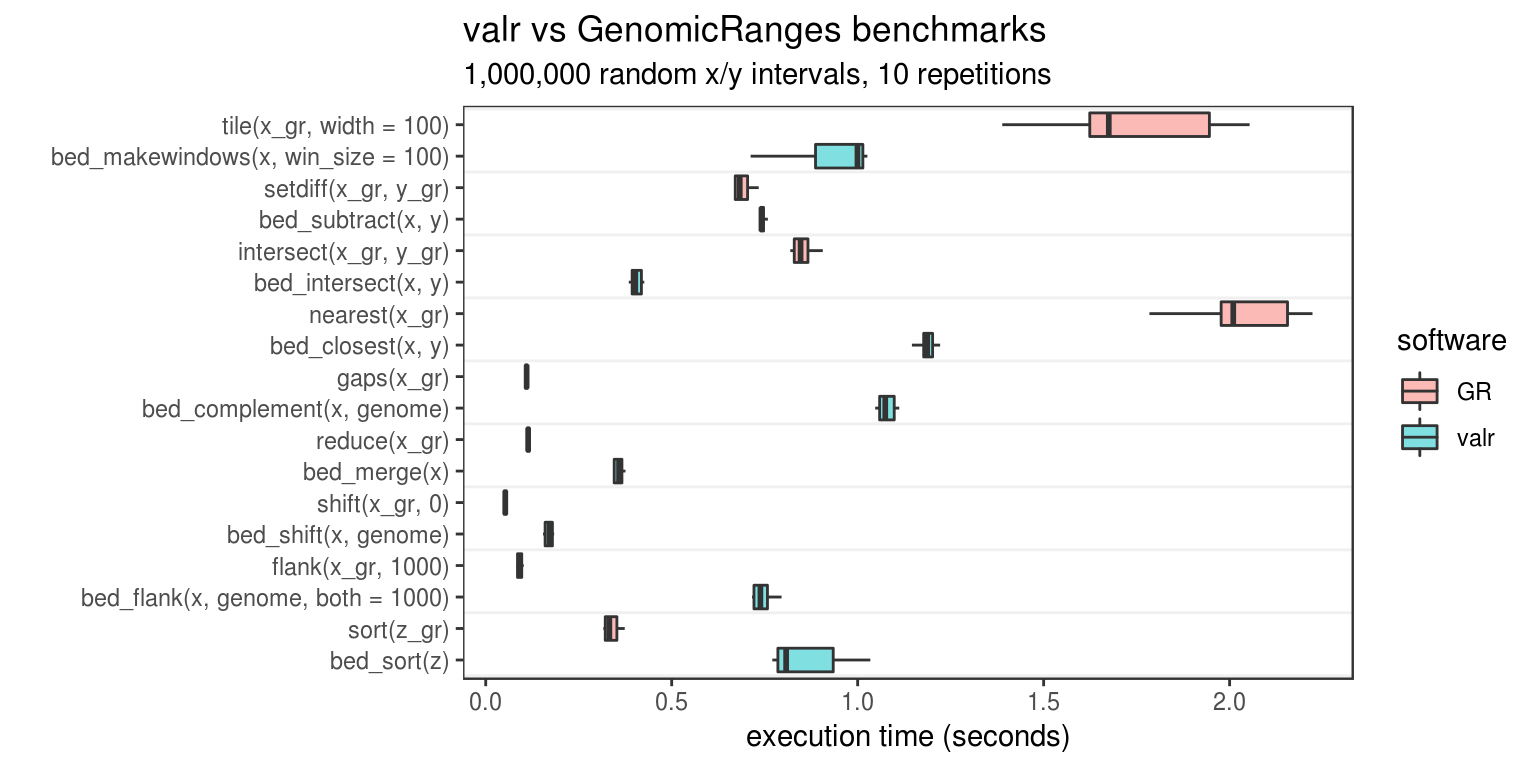 valr vs GenomicRanges benchmarks
1,000,000 random x/y intervals, 10 repetitions
tile(x_gr, width = 100)
bed_makewindows(x, win_size = 100)
setdiff(x_gr, y_gr)
bed_subtract(x, y)
intersect(x_gr, y_gr)
bed_intersect(x, y)
nearest(x_gr)
bed_closest(x, y)
gaps(x_gr)
bed_complement(x, genome)
reduce(x_gr)
bed_merge(x)
shift(x_gr, 0)
bed_shift(x, genome)
flank(x_gr, 1000)
bed_flank(x, genome, both = 1000)
sort(z_gr)
bed_sort(z)
0.0 0.5 1.0 1.5 2.0
execution time (seconds)
software
GR
valr